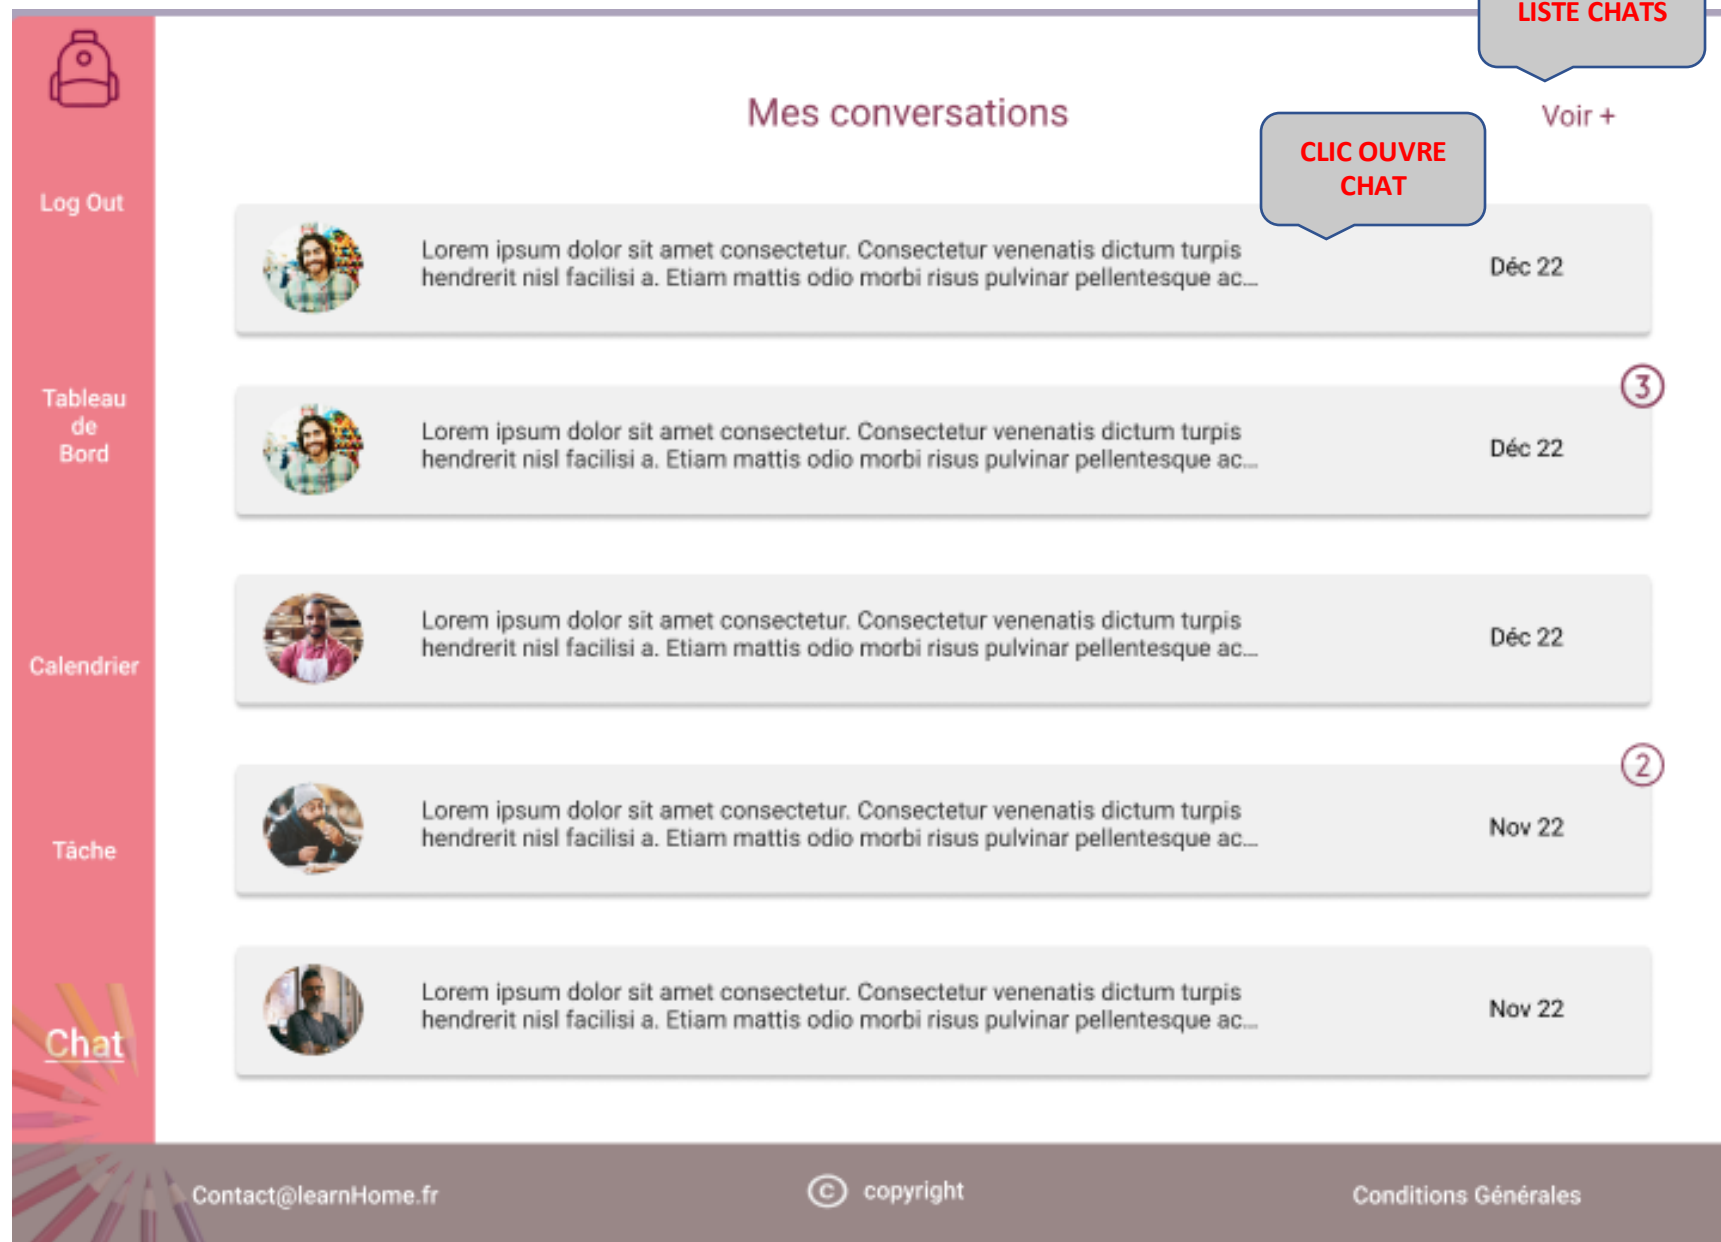 LISTE CHATS
Mes conversations
Voir +
CLIC OUVRE
CHAT
Log Out
Tableau
de
Bord
Calendrier
Tâche
Chat
Lorem ipsum dolor sit amet consectetur. Consectetur venenatis dictum turpis
hendrerit nisl facilisi a. Etiam mattis odio morbi risus pulvinar pellentesque ac...
Déc 22
3
Lorem ipsum dolor sit amet consectetur. Consectetur venenatis dictum turpis
hendrerit nisl facilisi a. Etiam mattis odio morbi risus pulvinar pellentesque ac...
Déc 22
Lorem ipsum dolor sit amet consectetur. Consectetur venenatis dictum turpis
hendrerit nisl facilisi a. Etiam mattis odio morbi risus pulvinar pellentesque ac...
Déc 22
2
Lorem ipsum dolor sit amet consectetur. Consectetur venenatis dictum turpis
hendrerit nisl facilisi a. Etiam mattis odio morbi risus pulvinar pellentesque ac...
Nov 22
Lorem ipsum dolor sit amet consectetur. Consectetur venenatis dictum turpis
hendrerit nisl facilisi a. Etiam mattis odio morbi risus pulvinar pellentesque ac...
Nov 22
Contact@learnHome.fr
© copyright
Conditions Générales